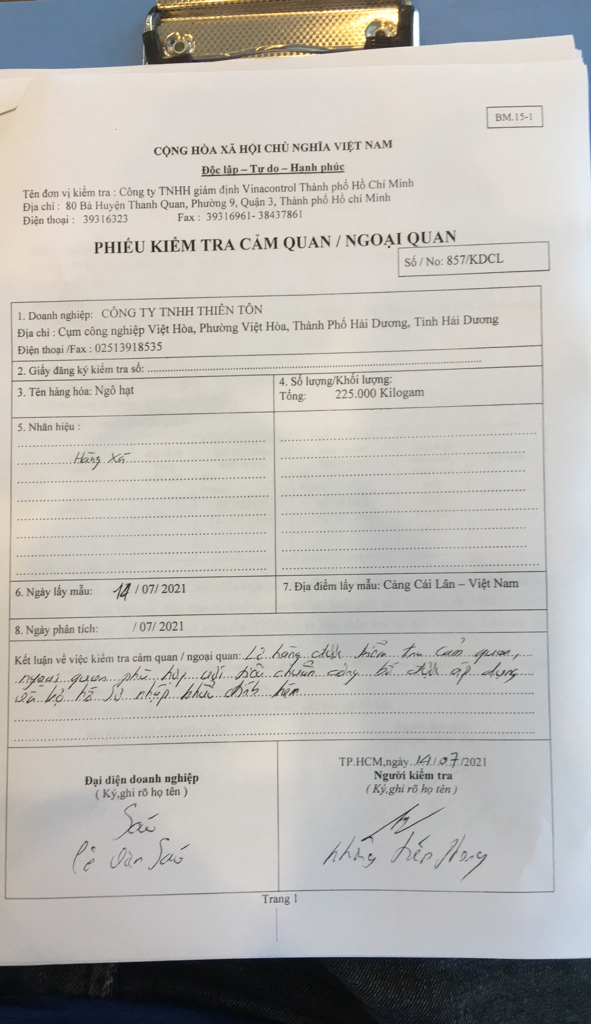 BM.15-1
CỘNG HÒA XÃ HỘI CHỦ NGHĨA VIỆT NAM
Độc lập – Tự do – Hạnh phúc
Tên đơn vị kiểm tra : Công ty TNHH giám định Vinacontrol Thành phố Hồ Chí Minh
Địa chỉ : 80 Bà Huyện Thanh Quan, Phường 9, Quận 3, Thành phố Hồ chí Minh
Điện thoại : 39316323 Fax : 39316961- 38437861
PHIẾU KIỂM TRA CẢM QUAN / NGOẠI QUAN
Số / No: 857/KDCL
1. Doanh nghiệp: CÔNG TY TNHH THIÊN TÔN
Địa chỉ : Cụm công nghiệp Việt Hòa, Phường Việt Hòa, Thành Phố Hải Dương, Tỉnh Hải Dương
Điện thoại /Fax : 02513918535
2. Giấy đăng ký kiểm tra số:
3. Tên hàng hóa: Ngô hạt
4. Số lượng/Khối lượng:
Tổng: 225.000 Kilogam
5. Nhãn hiệu :
Hàng Xá
6. Ngày lấy mẫu: 14 / 07 / 2021
7. Địa điểm lấy mẫu: Cảng Cái Lân – Việt Nam
8. Ngày phân tích: / 07 / 2021
Kết luận về việc kiểm tra cảm quan / ngoại quan: Lô hàng được kiểm tra cảm quan,
ngoại quan phù hợp với tiêu chuẩn công bố được áp dụng
và bộ hồ sơ nhập khẩu đính kèm
TP.HCM,ngày 14 / 07 /2021
Đại diện doanh nghiệp
( Ký,ghi rõ họ tên )
Người kiểm tra
( Ký,ghi rõ họ tên )
Sáu
Lê Văn Sáu
Tiến Phong
Trang 1